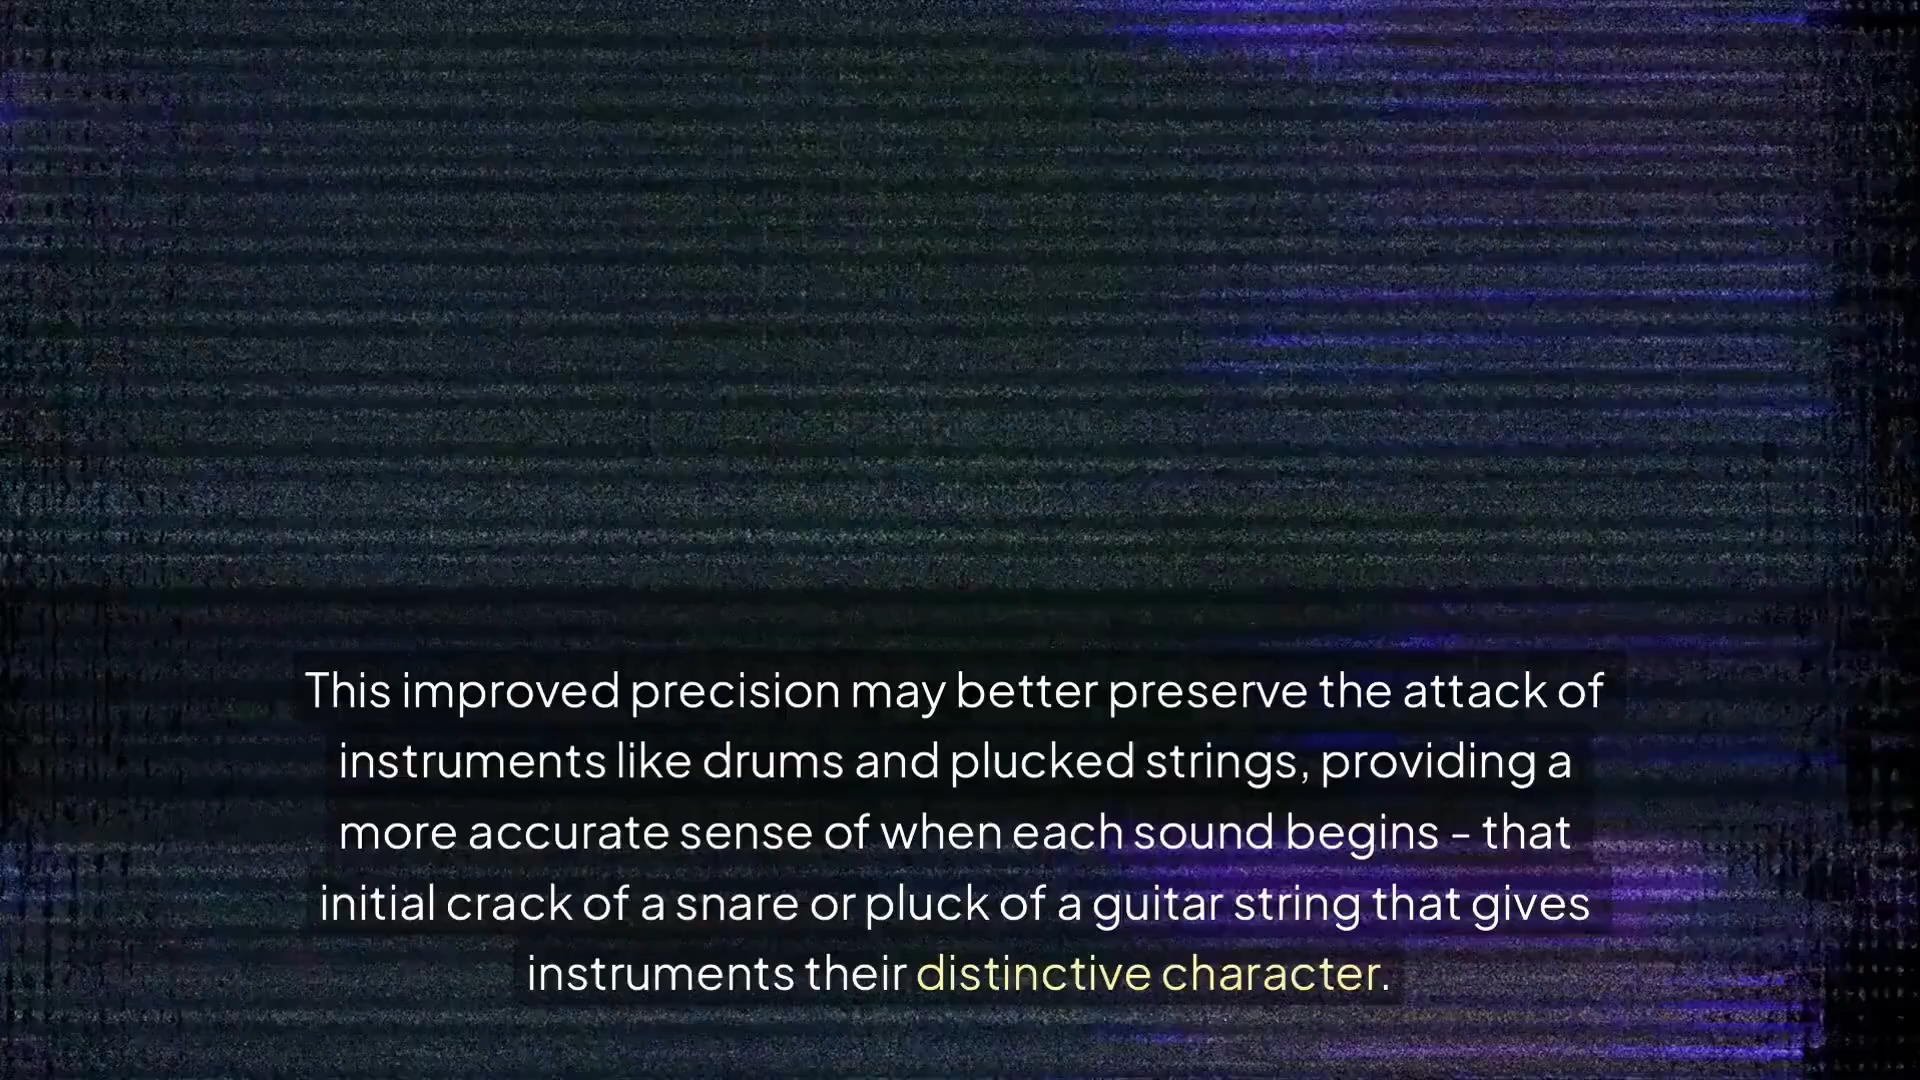 This improved precision may better preserve the attack of
instruments like drums and plucked strings, providing a
more accurate sense of when each sound begins – that
initial crack of a snare or pluck of a guitar string that gives
instruments their distinctive character.